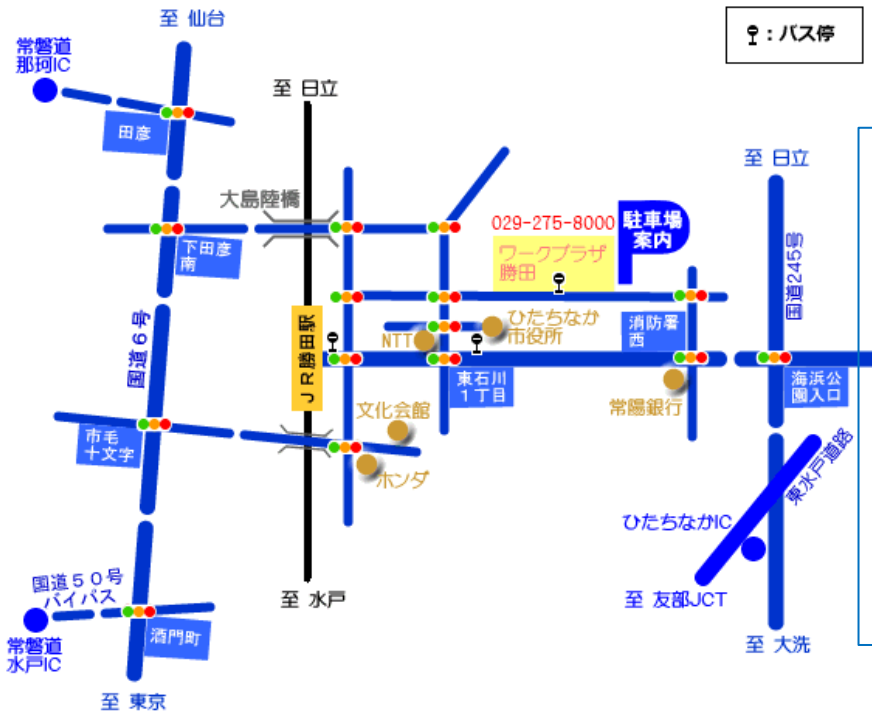 ：バス停
至 仙台
常磐道
那珂IC
田彦
至 日立
大島陸橋
下田彦
南
029-275-8000
ワークプラザ
勝田
駐車場
案内
至 日立
国道245号
国道6号
JR勝田駅
NTT
ひたちなか
市役所
消防署
西
東石川
１丁目
常陽銀行
海浜公
園入口
文化会館
ホンダ
市毛
十文字
東水戸道路
ひたちなかIC
至 友部JCT
至 大洗
至 水戸
国道５０号
バイパス
酒門町
常磐道
水戸IC
至 東京